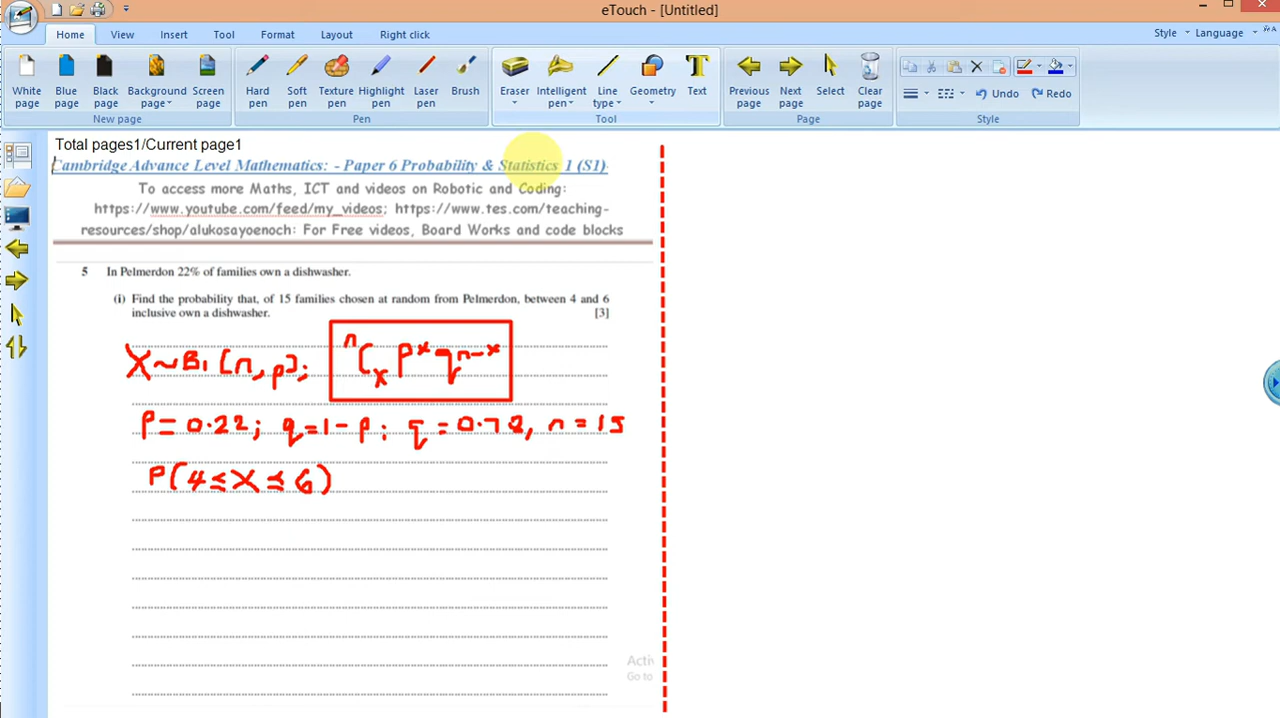 eTouch - [Untitled]
Home View Insert Tool Format Layout Right click Style Language
White page Blue page Black page Background page Screen page Hard pen Soft pen Texture pen Highlight pen Laser pen Brush Eraser Intelligent pen Line type Geometry Text Previous page Next page Select Clear page Undo Redo
New page Pen Tool Page Style
Total pages1/Current page1
Cambridge Advance Level Mathematics: - Paper 6 Probability & Statistics 1 (S1)
To access more Maths, ICT and videos on Robotic and Coding:
https://www.youtube.com/feed/my_videos; https://www.tes.com/teaching-
resources/shop/alukosayoenoch: For Free videos, Board Works and code blocks
5 In Pelmerdon 22% of families own a dishwasher.
(i) Find the probability that, of 15 families chosen at random from Pelmerdon, between 4 and 6
inclusive own a dishwasher. [3]
X~Bi[n,p]; ⁿCₓ pˣ qⁿ⁻ˣ
P=0.22; q=1-p; q=0.78, n=15
P(4≤X≤6)
Activ
Go to